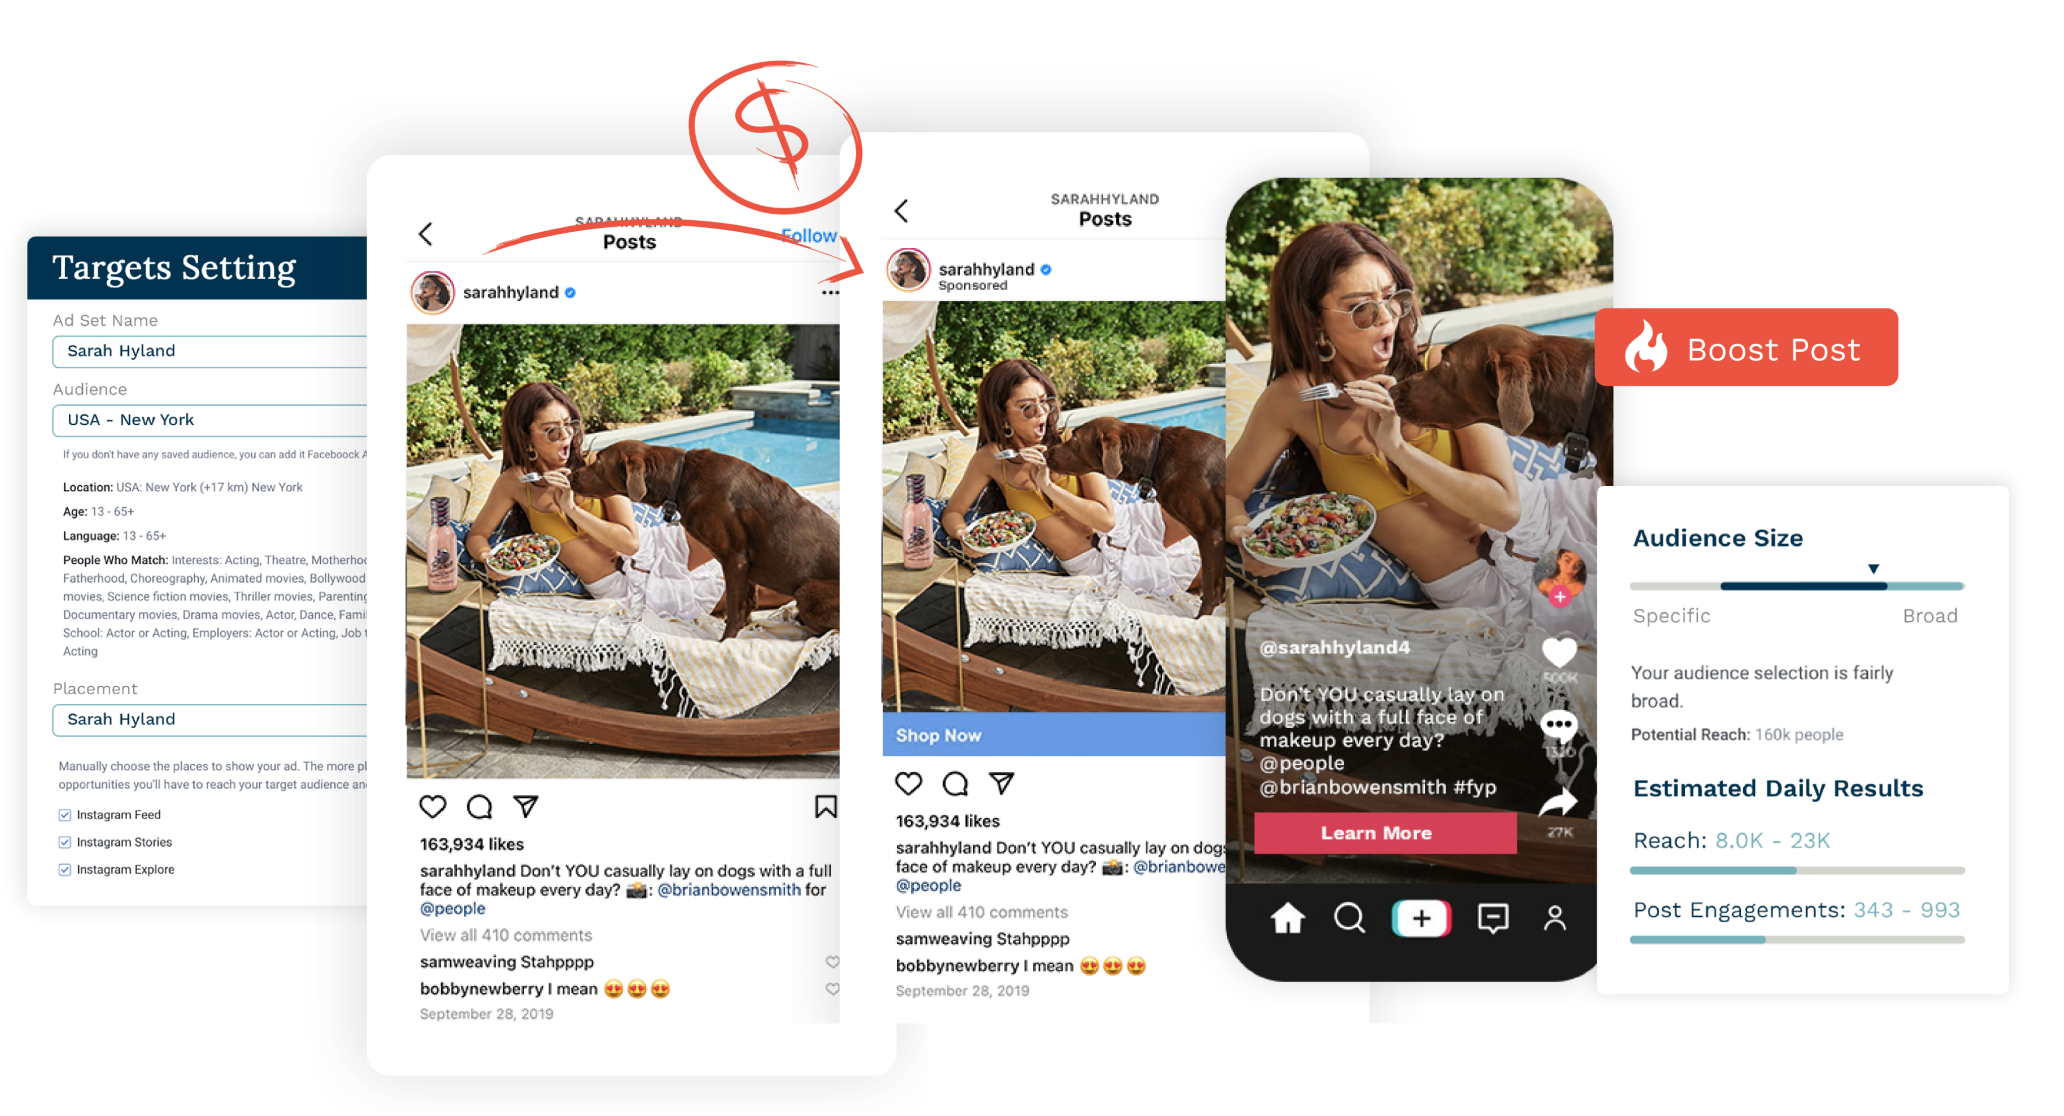 Targets Setting
Ad Set Name
Sarah Hyland
Audience
USA - New York
If you don't have any saved audience, you can add it Faceboock A
Location: USA: New York (+17 km) New York
Age: 13 - 65+
Language: 13 - 65+
People Who Match: Interests: Acting, Theatre, Motherhoo
Fatherhood, Choreography, Animated movies, Bollywood
movies, Science fiction movies, Thriller movies, Parenting
Documentary movies, Drama movies, Actor, Dance, Fami
School: Actor or Acting, Employers: Actor or Acting, Job t
Acting
Placement
Sarah Hyland
Manually choose the places to show your ad. The more pl
opportunities you'll have to reach your target audience an
Instagram Feed
Instagram Stories
Instagram Explore
$
SARAHHYLAND
Posts
Follow
sarahhyland
163,934 likes
sarahhyland Don't YOU casually lay on dogs with a full
face of makeup every day? 📸: @brianbowensmith for
@people
View all 410 comments
samweaving Stahpppp
bobbynewberry I mean 😍😍😍
September 28, 2019
SARAHHYLAND
Posts
sarahhyland
Sponsored
Shop Now
163,934 likes
sarahhyland Don't YOU casually lay on dogs
face of makeup every day? 📸: @brianbowe
@people
View all 410 comments
samweaving Stahpppp
bobbynewberry I mean 😍😍😍
September 28, 2019
@sarahhyland4
Don't YOU casually lay on
dogs with a full face of
makeup every day?
@people
@brianbowensmith #fyp
Learn More
500K
27K
Boost Post
Audience Size
Specific
Broad
Your audience selection is fairly
broad.
Potential Reach: 160k people
Estimated Daily Results
Reach: 8.0K - 23K
Post Engagements: 343 - 993